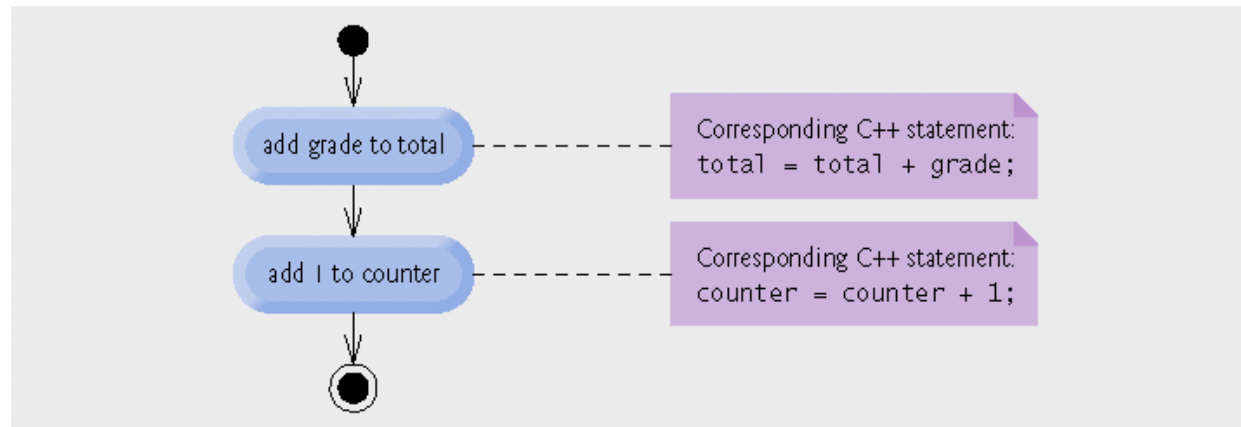 add grade to total
Corresponding C++ statement:
total = total + grade;
add 1 to counter
Corresponding C++ statement:
counter = counter + 1;